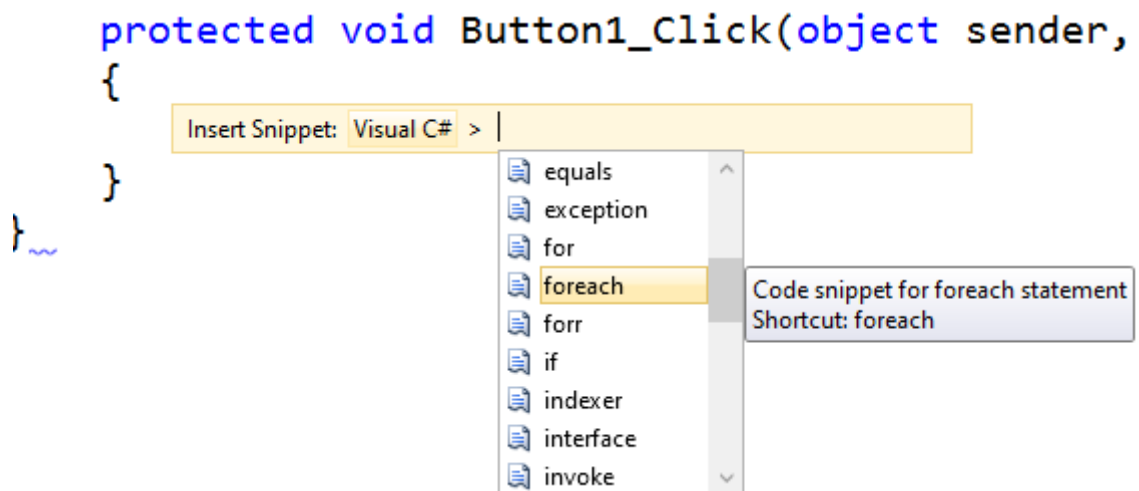 protected void Button1_Click(object sender,
{
Insert Snippet: Visual C# >
}
}
equals
exception
for
foreach
forr
if
indexer
interface
invoke
Code snippet for foreach statement
Shortcut: foreach